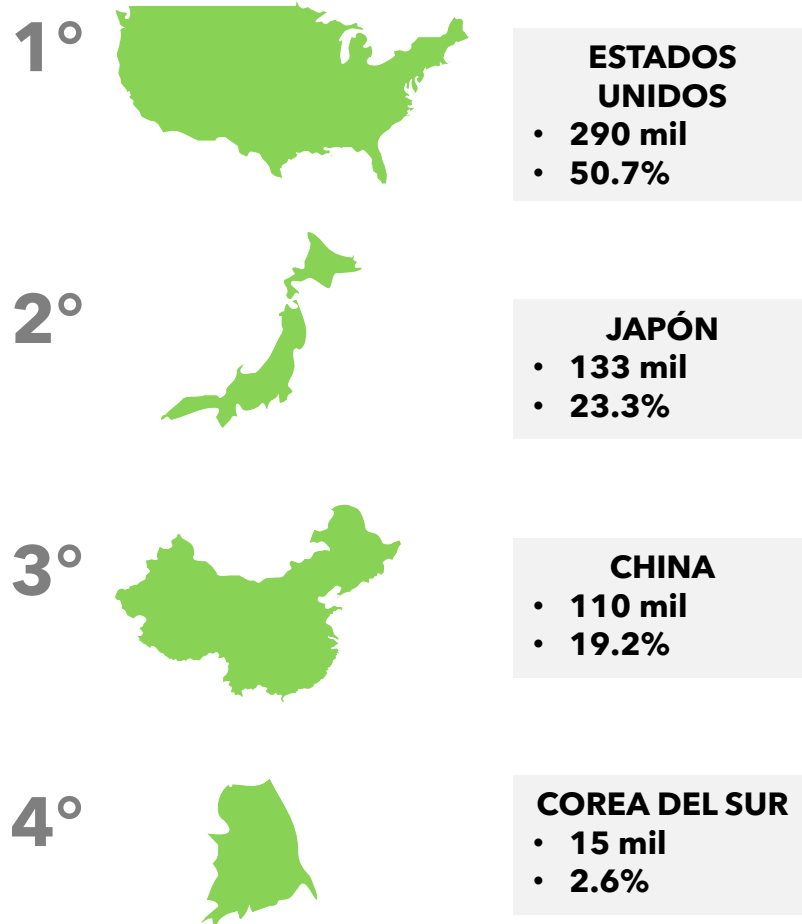 1°
ESTADOS
UNIDOS
• 290 mil
• 50.7%
2°
JAPÓN
• 133 mil
• 23.3%
3°
CHINA
• 110 mil
• 19.2%
4°
COREA DEL SUR
• 15 mil
• 2.6%